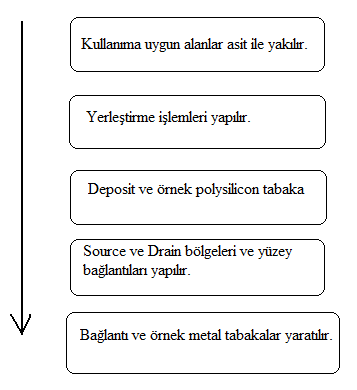 Kullanıma uygun alanlar asit ile yakılır.
Yerleştirme işlemleri yapılır.
Deposit ve örnek polysilicon tabaka
Source ve Drain bölgeleri ve yüzey
bağlantıları yapılır.
Bağlantı ve örnek metal tabakalar yaratılır.